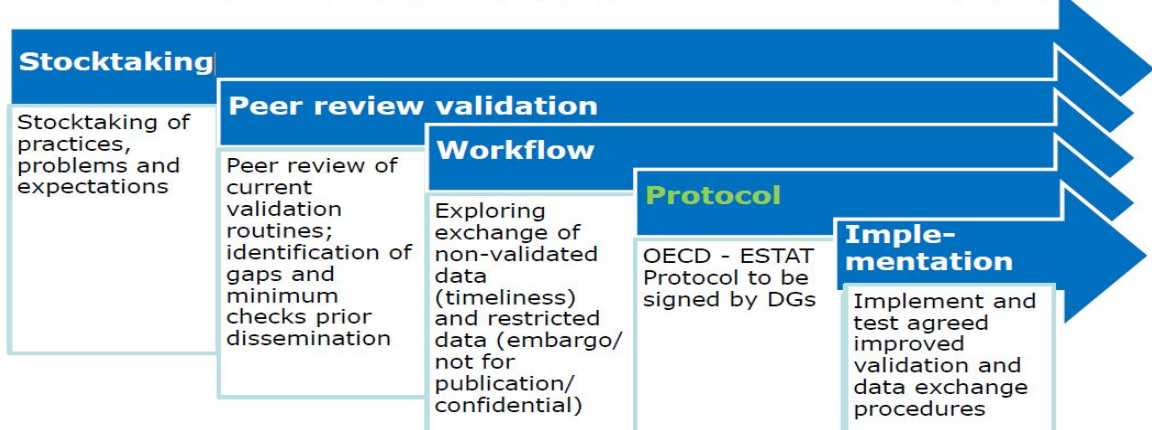 Stocktaking
Stocktaking of
practices,
problems and
expectations
Peer review validation
Peer review of
current
validation
routines;
identification of
gaps and
minimum
checks prior
dissemination
Workflow
Exploring
exchange of
non-validated
data
(timeliness)
and restricted
data (embargo/
not for
publication/
confidential)
Protocol
OECD - ESTAT
Protocol to be
signed by DGs
Imple-
mentation
Implement and
test agreed
improved
validation and
data exchange
procedures